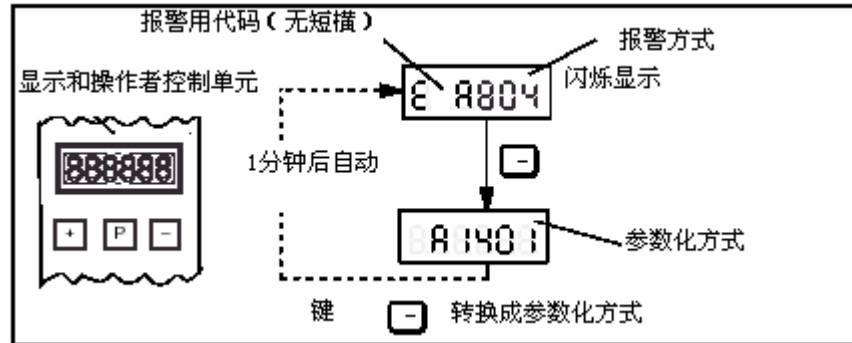 报警用代码（无短横）
报警方式
显示和操作者控制单元
E A804
闪烁显示
888888
1分钟后自动
-
+ P -
A1401
参数化方式
键 - 转换成参数化方式